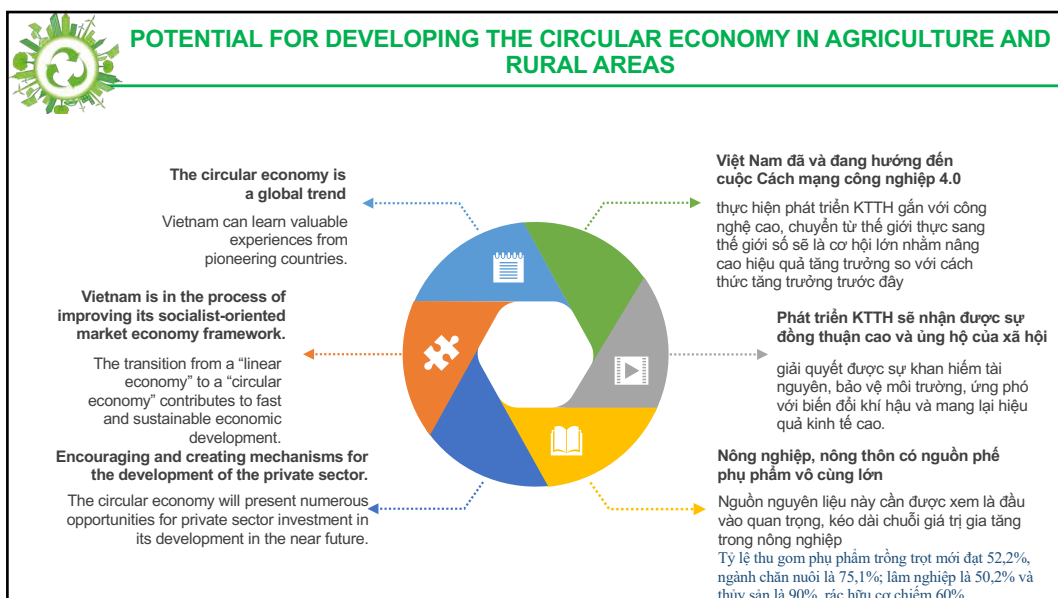 POTENTIAL FOR DEVELOPING THE CIRCULAR ECONOMY IN AGRICULTURE AND
RURAL AREAS
The circular economy is
a global trend
Vietnam can learn valuable
experiences from
pioneering countries.
Vietnam is in the process of
improving its socialist-oriented
market economy framework.
The transition from a “linear
economy” to a “circular
economy” contributes to fast
and sustainable economic
development.
Encouraging and creating mechanisms for
the development of the private sector.
The circular economy will present numerous
opportunities for private sector investment in
its development in the near future.
Việt Nam đã và đang hướng đến
cuộc Cách mạng công nghiệp 4.0
thực hiện phát triển KTTH gắn với công
nghệ cao, chuyển từ thế giới thực sang
thế giới số sẽ là cơ hội lớn nhằm nâng
cao hiệu quả tăng trưởng so với cách
thức tăng trưởng trước đây
Phát triển KTTH sẽ nhận được sự
đồng thuận cao và ủng hộ của xã hội
giải quyết được sự khan hiếm tài
nguyên, bảo vệ môi trường, ứng phó
với biến đổi khí hậu và mang lại hiệu
quả kinh tế cao.
Nông nghiệp, nông thôn có nguồn phế
phụ phẩm vô cùng lớn
Nguồn nguyên liệu này cần được xem là đầu
vào quan trọng, kéo dài chuỗi giá trị gia tăng
trong nông nghiệp
Tỷ lệ thu gom phụ phẩm trồng trọt mới đạt 52,2%,
ngành chăn nuôi là 75,1%; lâm nghiệp là 50,2% và
thủy sản là 90%, rác hữu cơ chiếm 60%